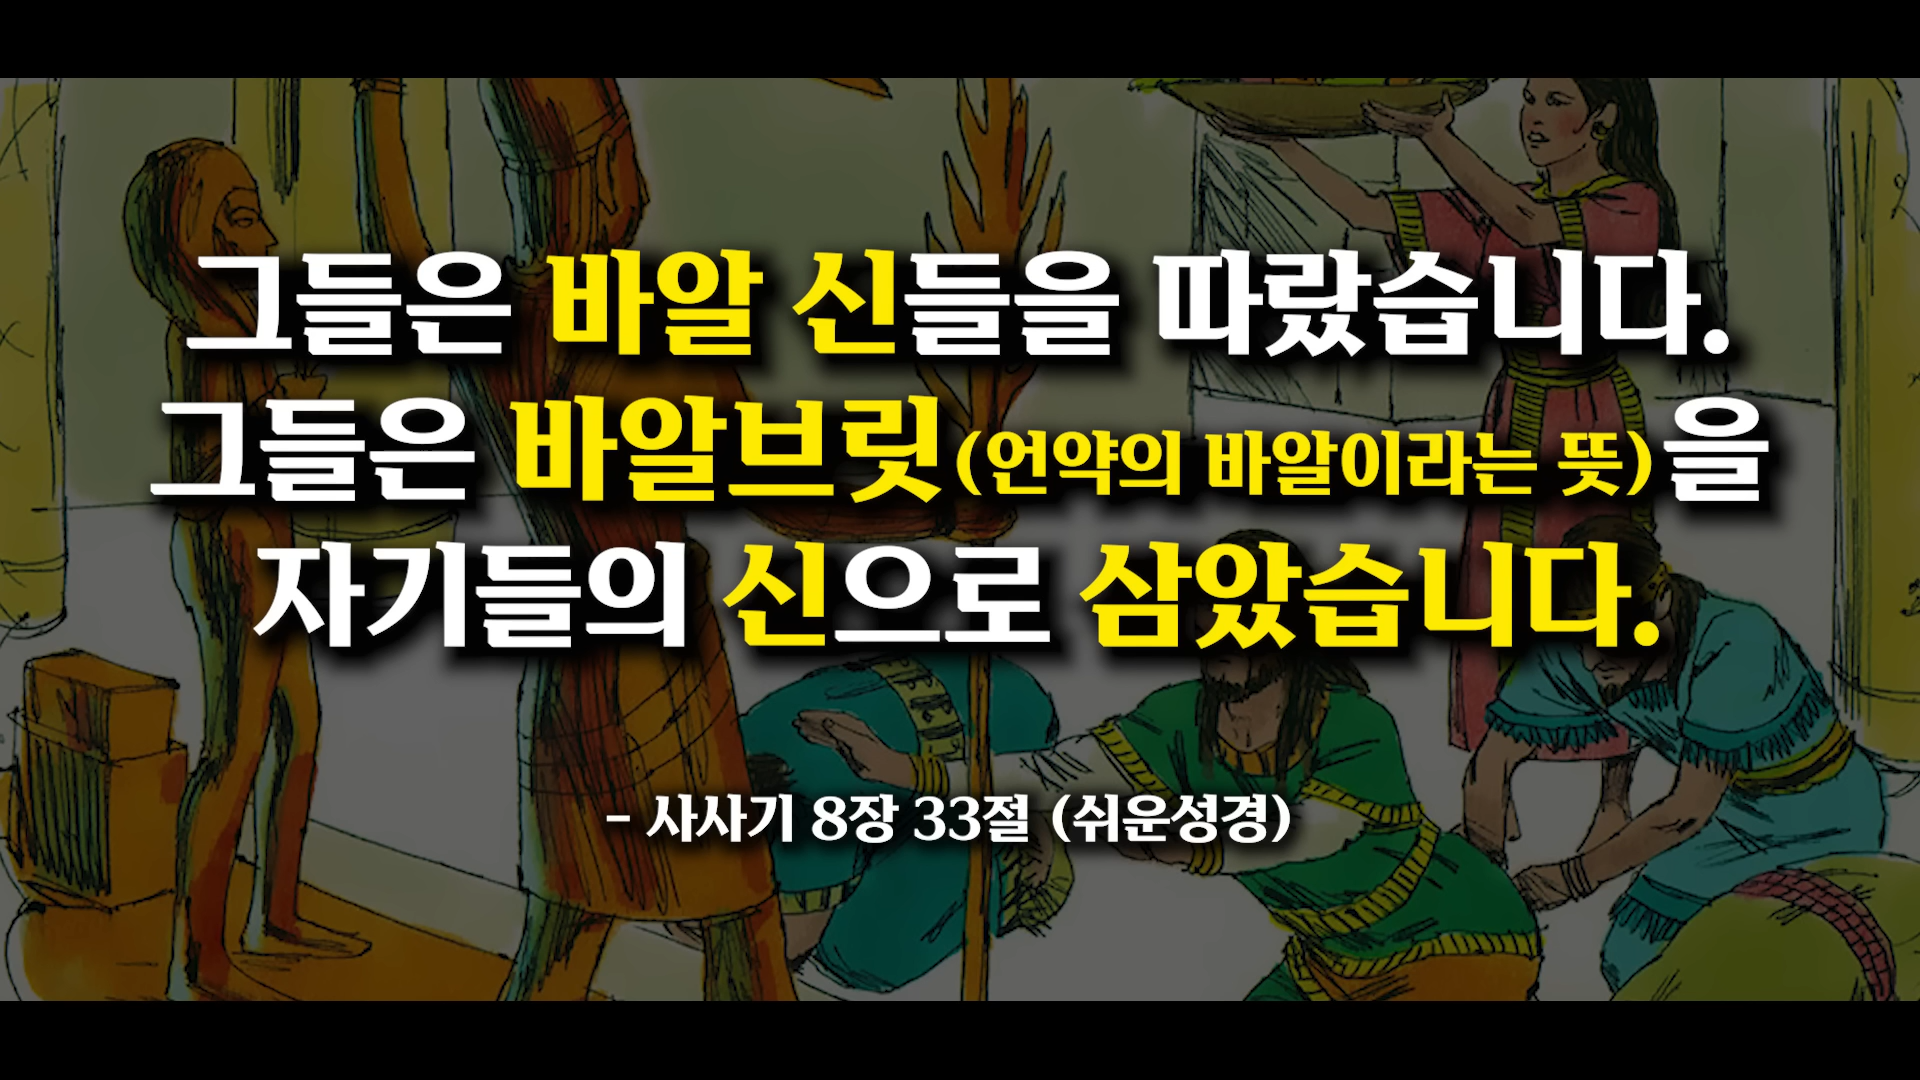 그들은 바알 신들을 따랐습니다.
그들은 바알브릿(언약의 바알이라는 뜻)을
자기들의 신으로 삼았습니다.
- 사사기 8장 33절 (쉬운성경)